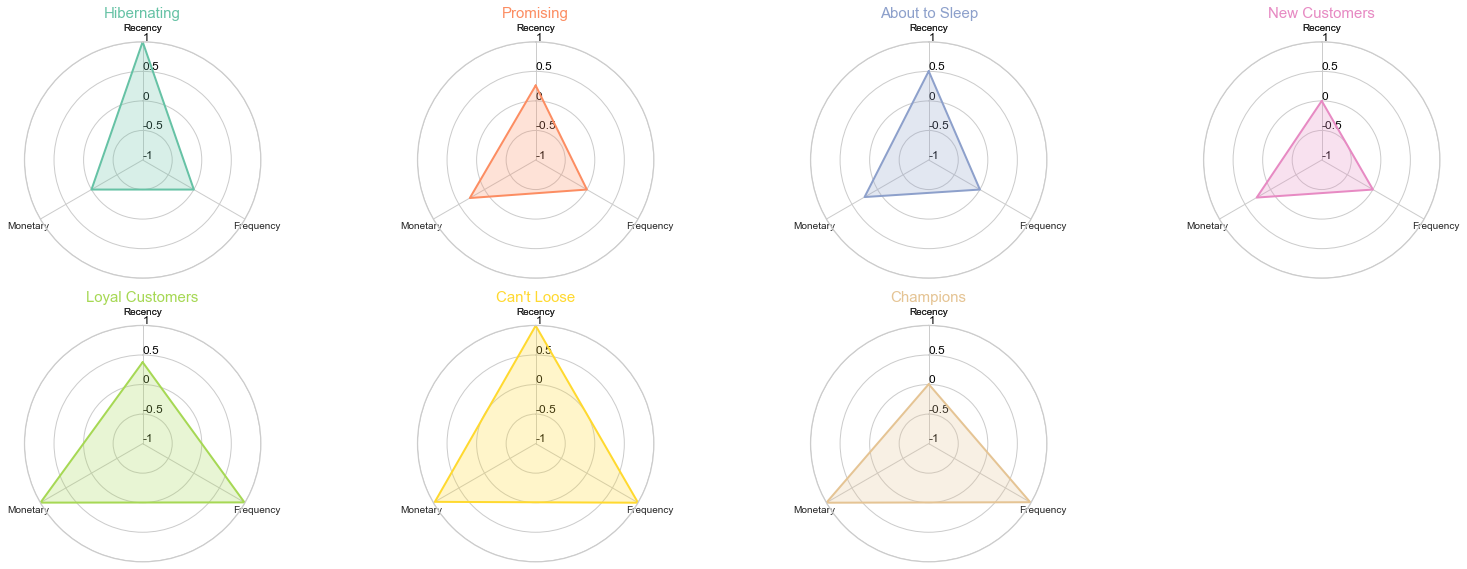 Hibernating
Recency
1
0.5
0
-0.5
-1
Monetary
Frequency
Promising
Recency
1
0.5
0
-0.5
-1
Monetary
Frequency
About to Sleep
Recency
1
0.5
0
-0.5
-1
Monetary
Frequency
New Customers
Recency
1
0.5
0
-0.5
-1
Monetary
Frequency
Loyal Customers
Recency
1
0.5
0
-0.5
-1
Monetary
Frequency
Can't Loose
Recency
1
0.5
0
-0.5
-1
Monetary
Frequency
Champions
Recency
1
0.5
0
-0.5
-1
Monetary
Frequency